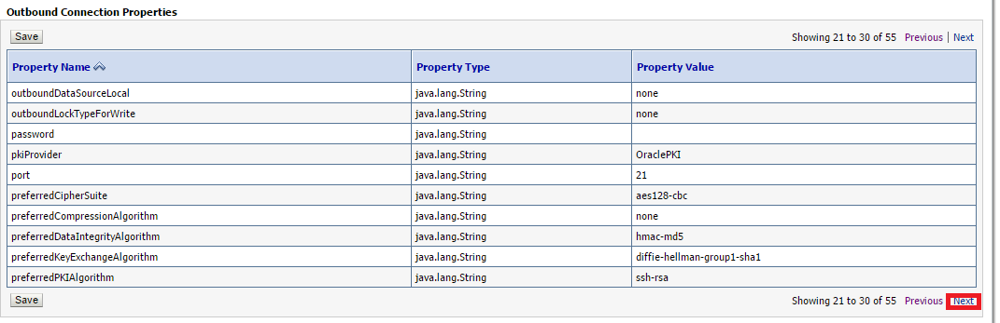 Outbound Connection Properties
Save Showing 21 to 30 of 55 Previous | Next
Property Name Property Type Property Value
outboundDataSourceLocal java.lang.String none
outboundLockTypeForWrite java.lang.String none
password java.lang.String
pkiProvider java.lang.String OraclePKI
port java.lang.String 21
preferredCipherSuite java.lang.String aes128-cbc
preferredCompressionAlgorithm java.lang.String none
preferredDataIntegrityAlgorithm java.lang.String hmac-md5
preferredKeyExchangeAlgorithm java.lang.String diffie-hellman-group1-sha1
preferredPKIAlgorithm java.lang.String ssh-rsa
Save Showing 21 to 30 of 55 Previous Next